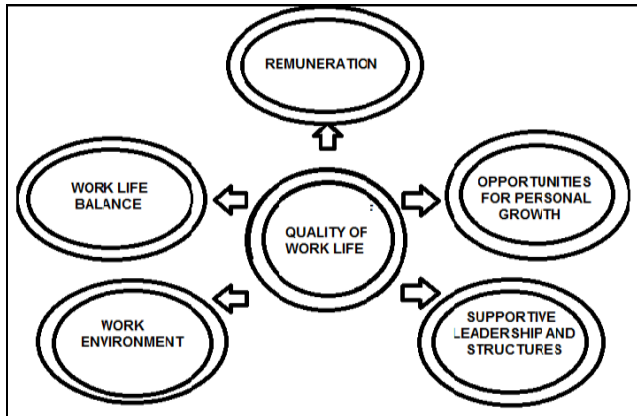 REMUNERATION
WORK LIFE
BALANCE
OPPORTUNITIES
FOR PERSONAL
GROWTH
:
QUALITY OF
WORK LIFE
WORK
ENVIRONMENT
SUPPORTIVE
LEADERSHIP AND
STRUCTURES